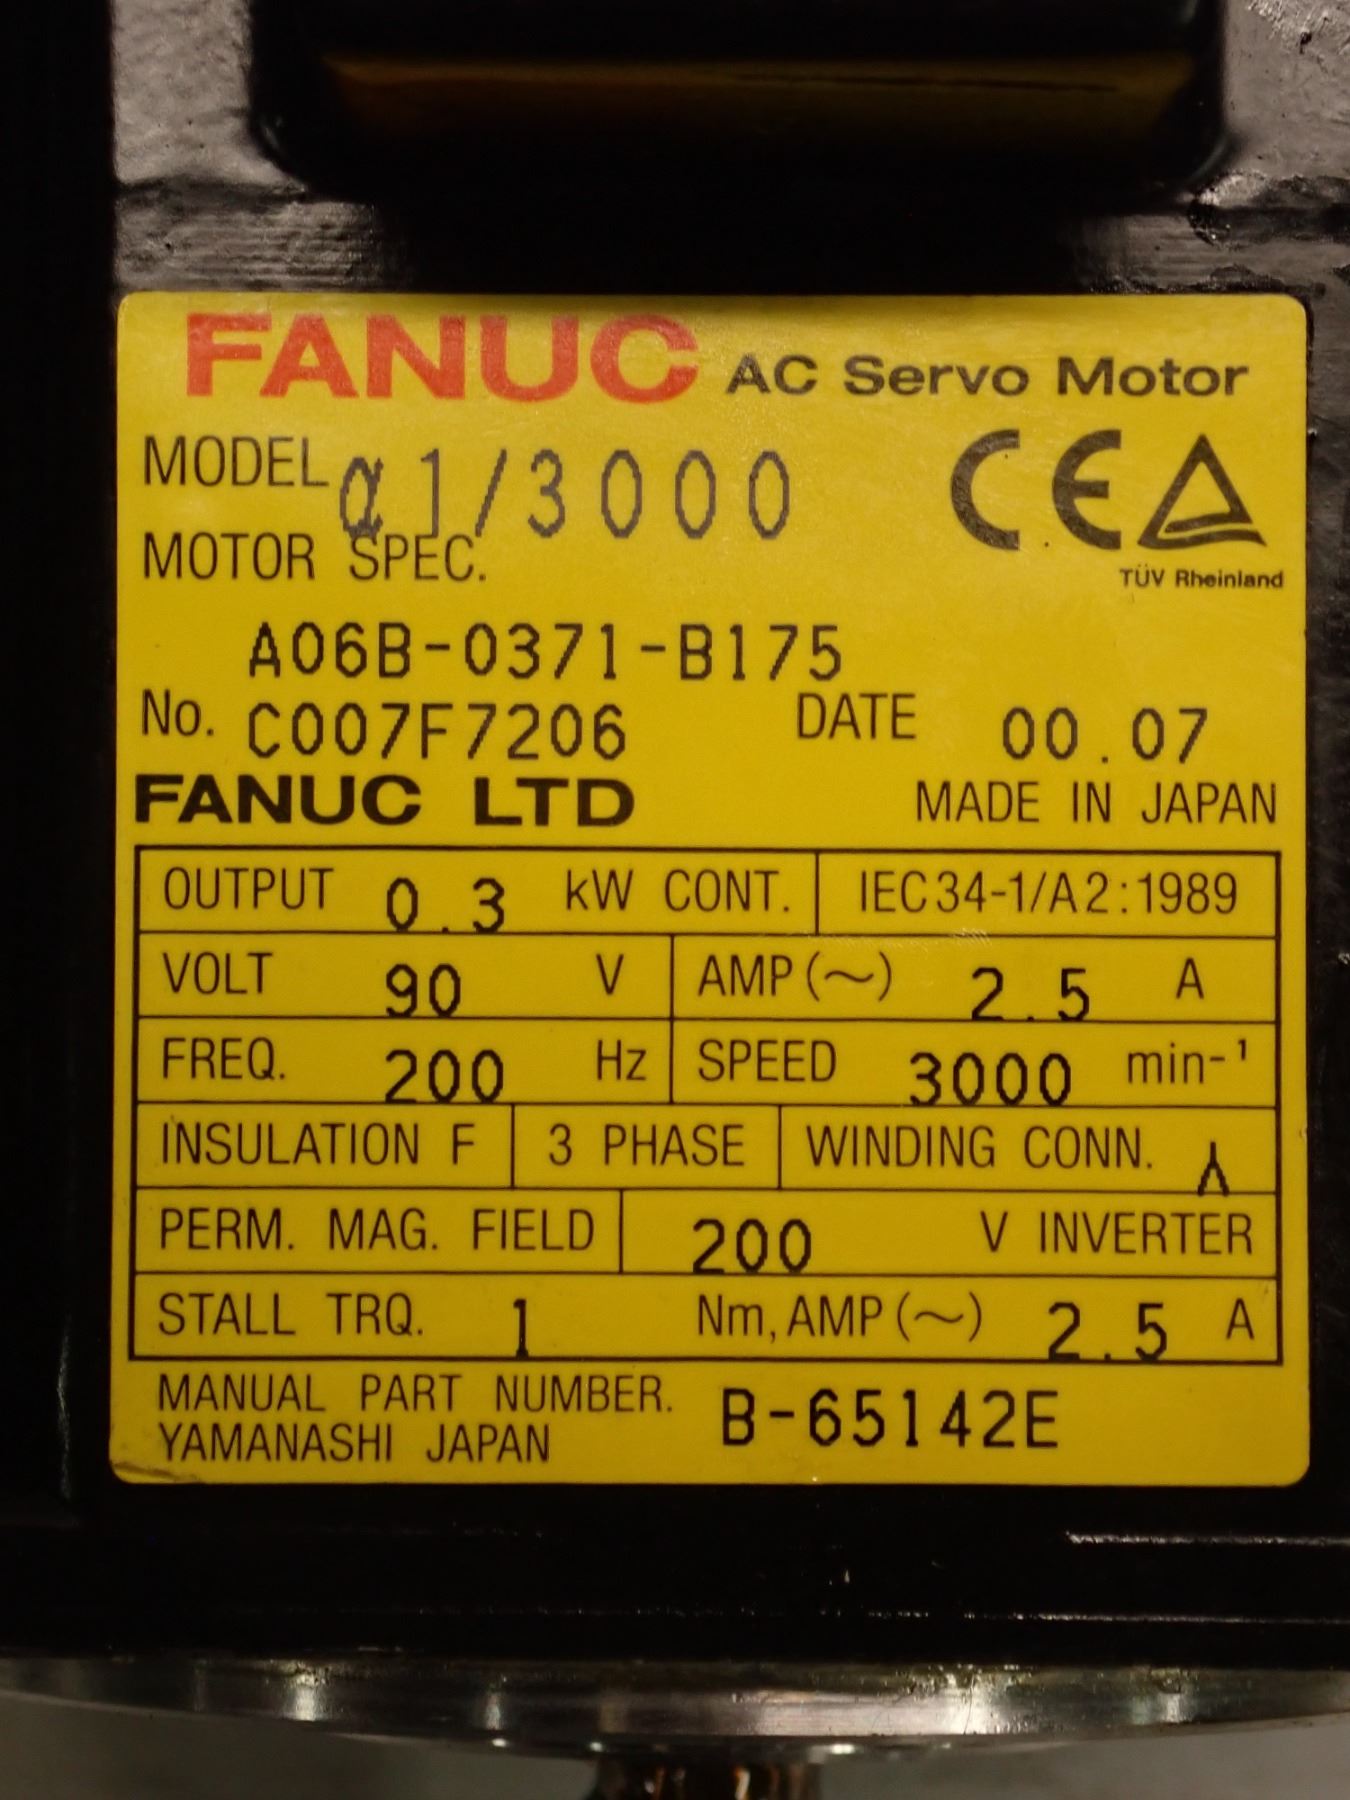 FANUC AC Servo Motor
MODEL α1/3000
CE
MOTOR SPEC.
TÜV Rheinland
A06B-0371-B175
No. C007F7206 DATE 00.07
FANUC LTD MADE IN JAPAN
OUTPUT 0.3 kW CONT. IEC34-1/A2:1989
VOLT 90 V AMP(~) 2.5 A
FREQ. 200 Hz SPEED 3000 min-¹
INSULATION F 3 PHASE WINDING CONN. ⅄
PERM. MAG. FIELD 200 V INVERTER
STALL TRQ. 1 Nm, AMP(~) 2.5 A
MANUAL PART NUMBER. B-65142E
YAMANASHI JAPAN